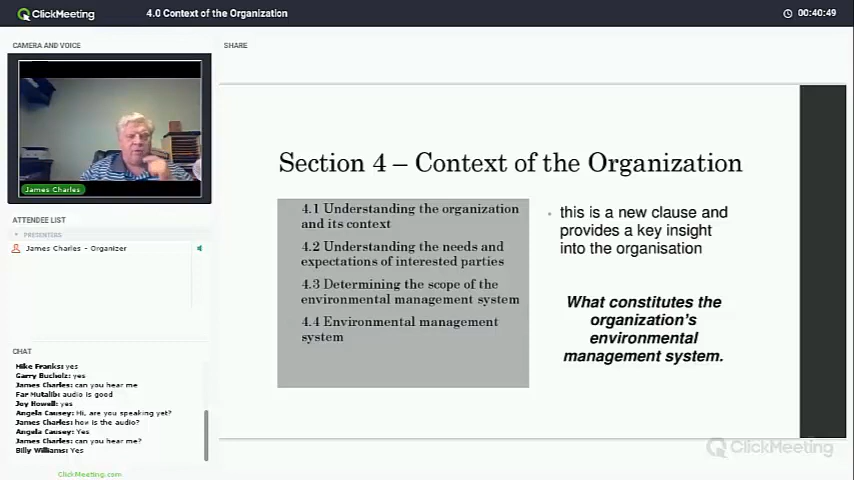 ClickMeeting
4.0 Context of the Organization
00:40:49
CAMERA AND VOICE
SHARE
James Charles
ATTENDEE LIST
PRESENTERS
James Charles - Organizer
CHAT
Mike Franks: yes
Garry Bucholz: yes
James Charles: can you hear me
Far Mutalib: audio is good
Joy Howell: yes
Angela Causey: Hi, are you speaking yet?
James Charles: how is the audio?
Angela Causey: Yes
James Charles: can you hear me?
Billy Williams: Yes
ClickMeeting.com
Section 4 – Context of the Organization
4.1 Understanding the organization
and its context
4.2 Understanding the needs and
expectations of interested parties
4.3 Determining the scope of the
environmental management system
4.4 Environmental management
system
• this is a new clause and
provides a key insight
into the organisation
What constitutes the
organization's
environmental
management system.
ClickMeeting